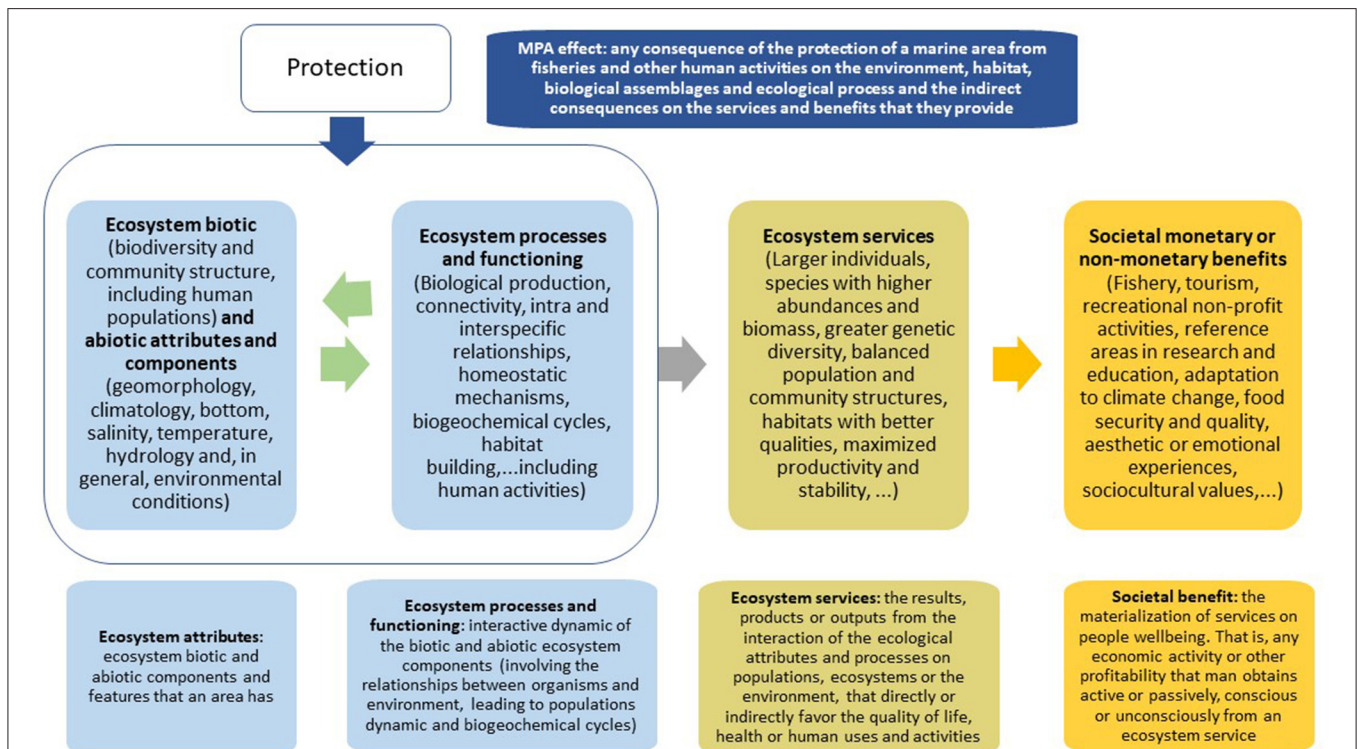 Protection
MPA effect: any consequence of the protection of a marine area from
fisheries and other human activities on the environment, habitat,
biological assemblages and ecological process and the indirect
consequences on the services and benefits that they provide
Ecosystem biotic
(biodiversity and
community structure,
including human
populations) and
abiotic attributes and
components
(geomorphology,
climatology, bottom,
salinity, temperature,
hydrology and, in
general, environmental
conditions)
Ecosystem processes
and functioning
(Biological production,
connectivity, intra and
interspecific
relationships,
homeostatic
mechanisms,
biogeochemical cycles,
habitat
building,...including
human activities)
Ecosystem services
(Larger individuals,
species with higher
abundances and
biomass, greater genetic
diversity, balanced
population and
community structures,
habitats with better
qualities, maximized
productivity and
stability, ...)
Societal monetary or
non-monetary benefits
(Fishery, tourism,
recreational non-profit
activities, reference
areas in research and
education, adaptation
to climate change, food
security and quality,
aesthetic or emotional
experiences,
sociocultural values,...)
Ecosystem attributes:
ecosystem biotic and
abiotic components and
features that an area has
Ecosystem processes and
functioning: interactive dynamic of
the biotic and abiotic ecosystem
components (involving the
relationships between organisms and
environment, leading to populations
dynamic and biogeochemical cycles)
Ecosystem services: the results,
products or outputs from the
interaction of the ecological
attributes and processes on
populations, ecosystems or the
environment, that directly or
indirectly favor the quality of life,
health or human uses and activities
Societal benefit: the
materialization of services on
people wellbeing. That is, any
economic activity or other
profitability that man obtains
active or passively, conscious
or unconsciously from an
ecosystem service